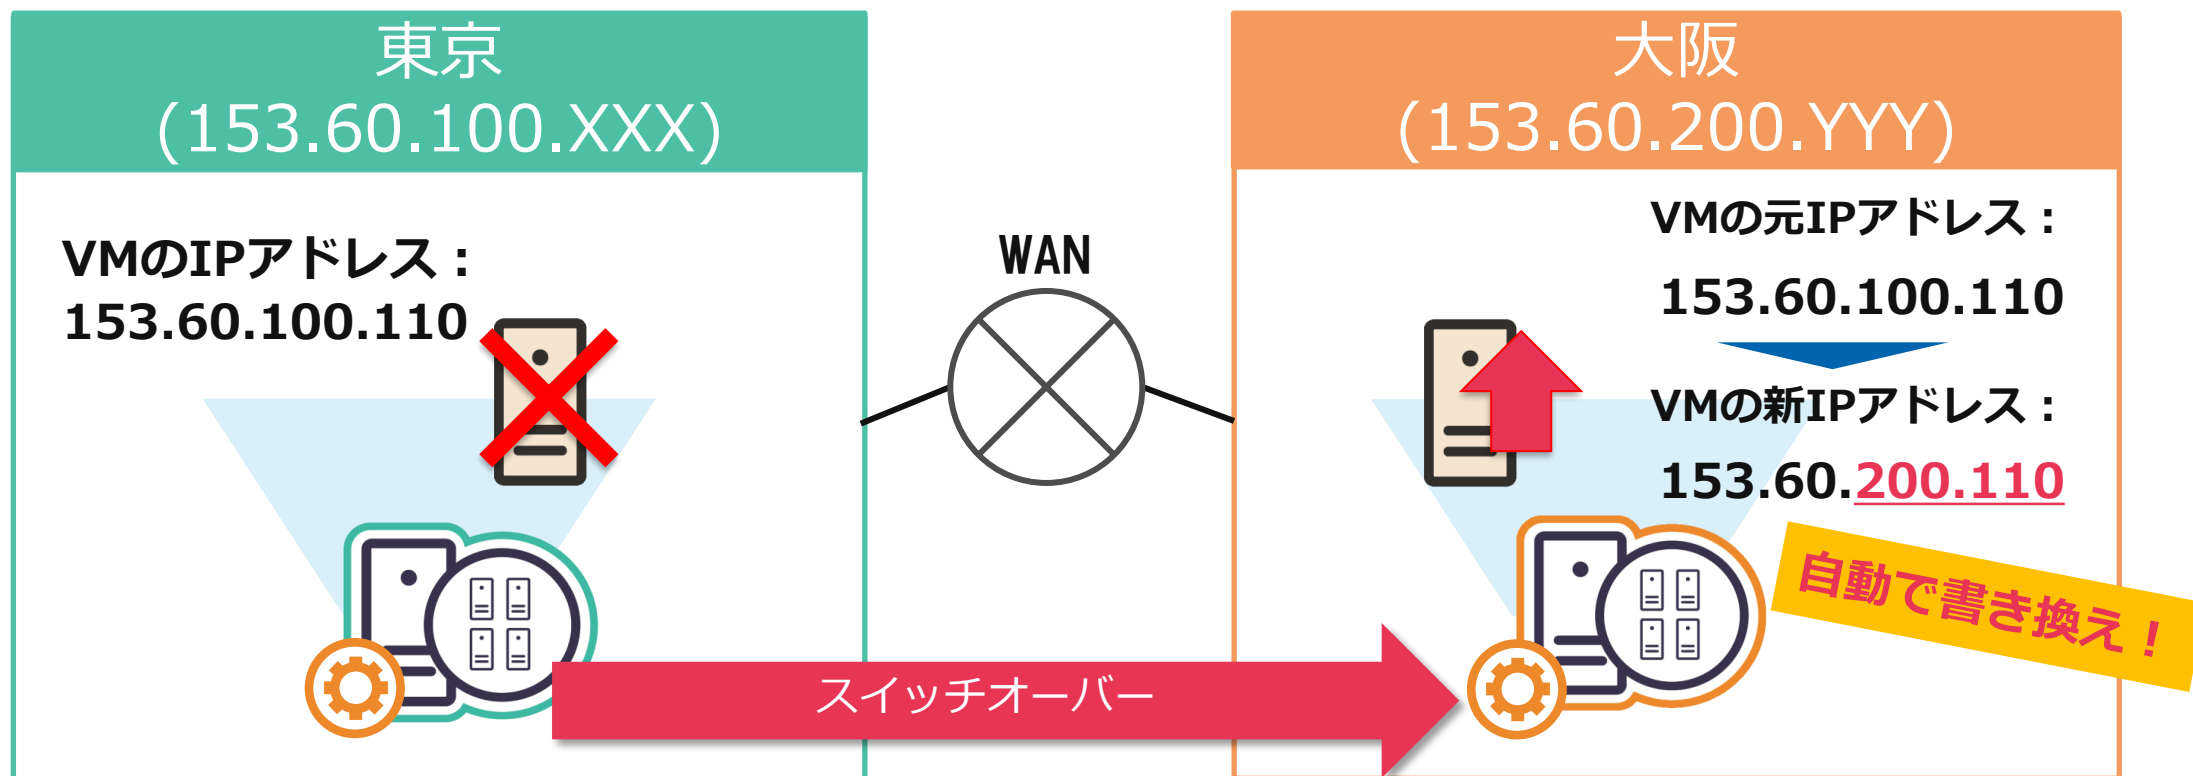 東京
(153.60.100.XXX)
VMのIPアドレス：
153.60.100.110
WAN
大阪
(153.60.200.YYY)
VMの元IPアドレス：
153.60.100.110
VMの新IPアドレス：
153.60.200.110
自動で書き換え！
スイッチオーバー